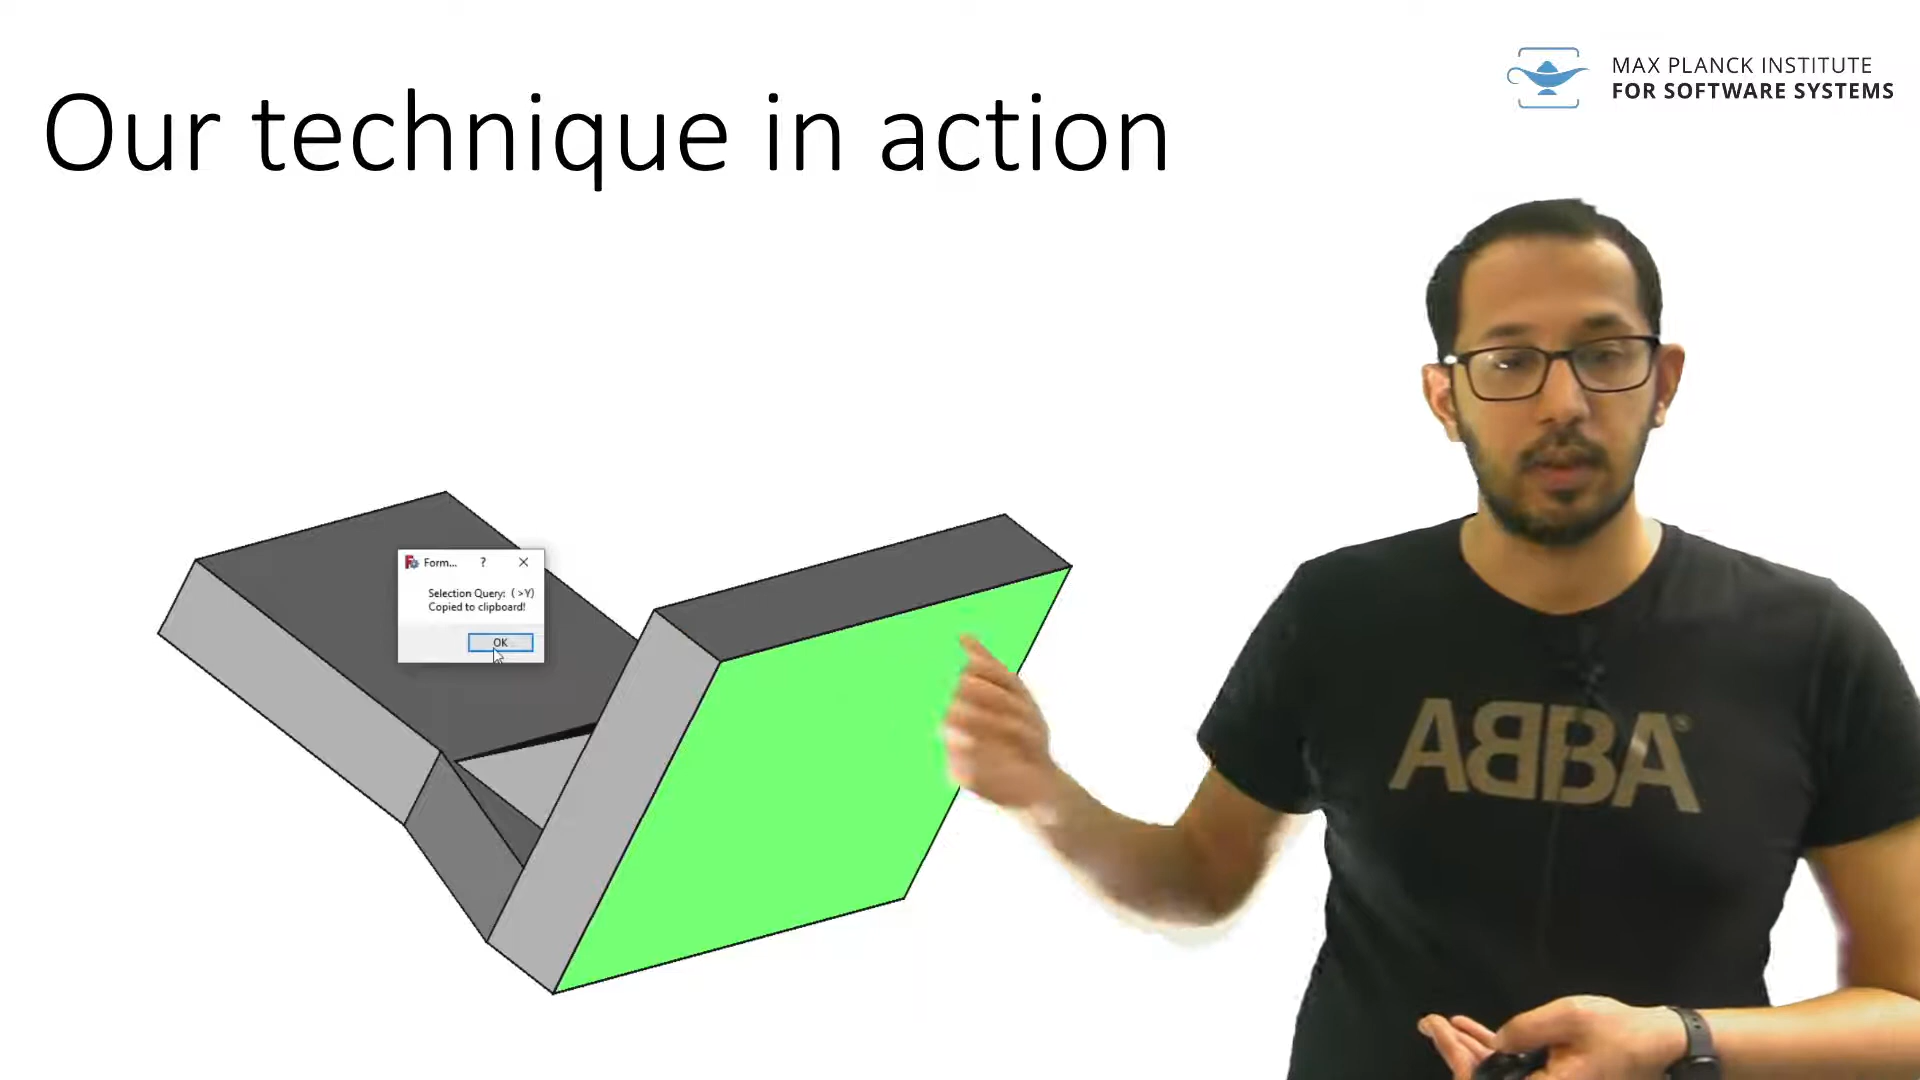 Our technique in action
MAX PLANCK INSTITUTE
FOR SOFTWARE SYSTEMS
Form... ?
Selection Query: ( >Y)
Copied to clipboard!
OK
ABBA